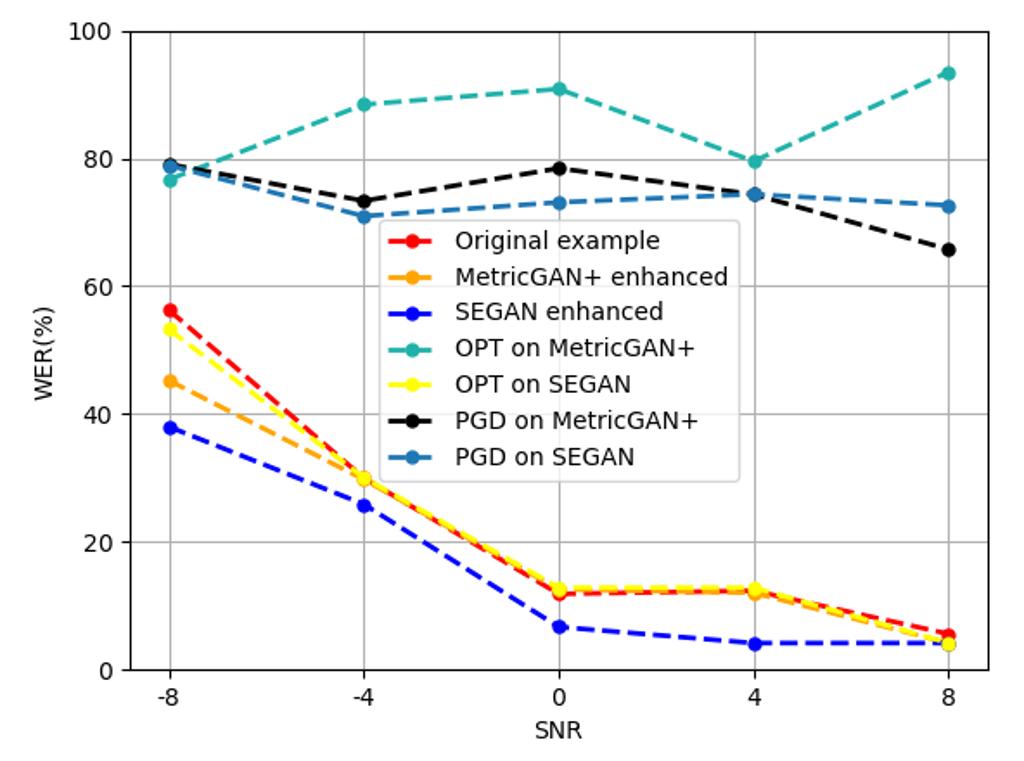 100
80
60
40
20
0
WER(%)
Original example
MetricGAN+ enhanced
SEGAN enhanced
OPT on MetricGAN+
OPT on SEGAN
PGD on MetricGAN+
PGD on SEGAN
-8 -4 0 4 8
SNR